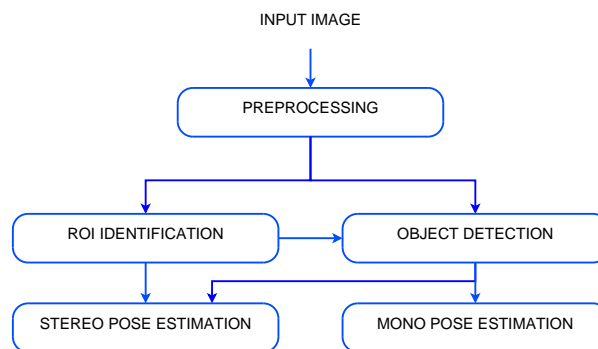 INPUT IMAGE
PREPROCESSING
ROI IDENTIFICATION
OBJECT DETECTION
STEREO POSE ESTIMATION
MONO POSE ESTIMATION